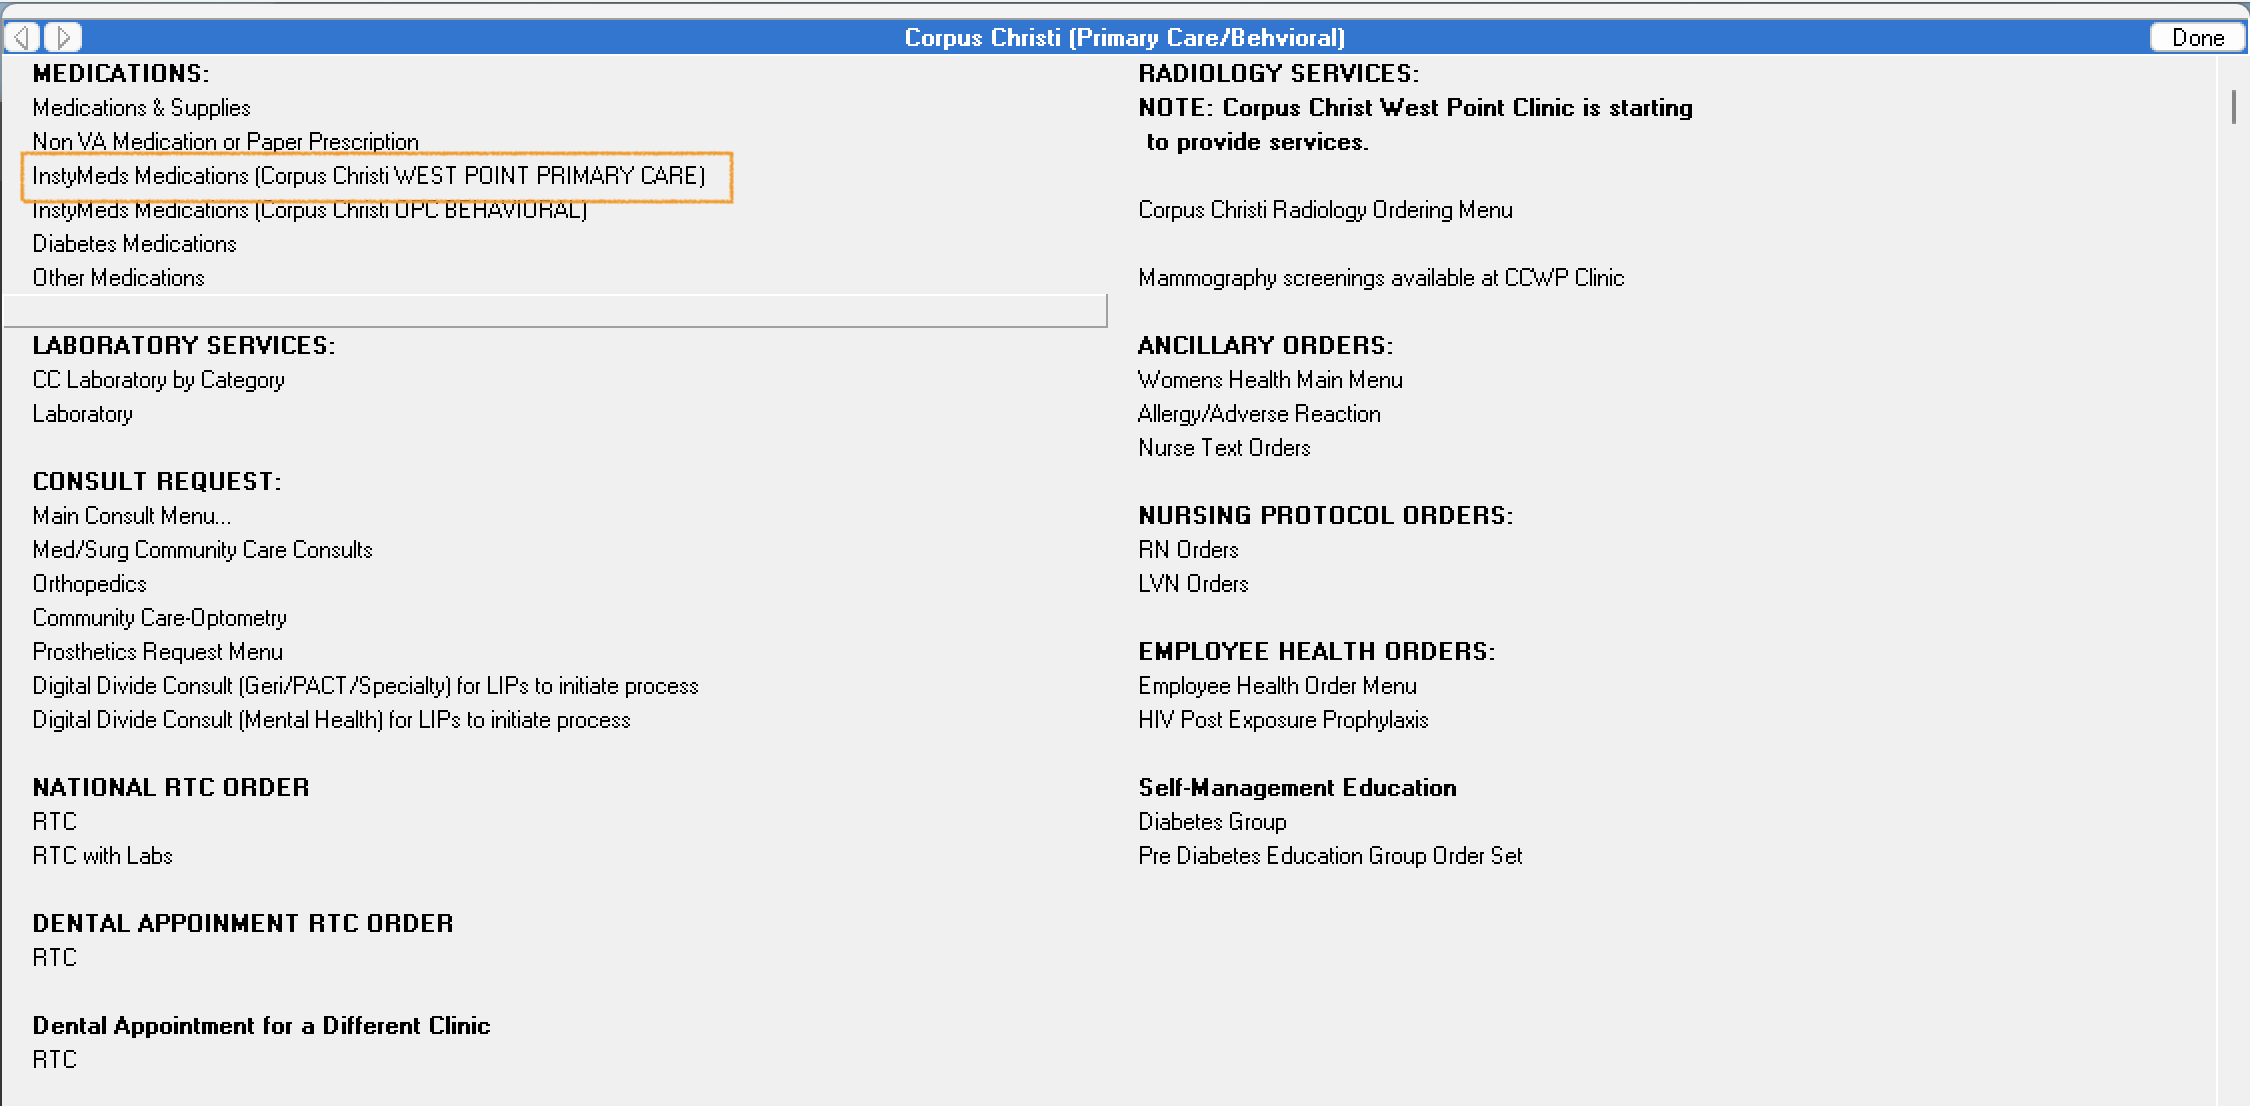 Corpus Christi (Primary Care/Behvioral)
Done
MEDICATIONS:
Medications & Supplies
Non VA Medication or Paper Prescription
InstyMeds Medications (Corpus Christi WEST POINT PRIMARY CARE)
InstyMeds Medications (Corpus Christi OPC BEHAVIORAL)
Diabetes Medications
Other Medications
LABORATORY SERVICES:
CC Laboratory by Category
Laboratory
CONSULT REQUEST:
Main Consult Menu...
Med/Surg Community Care Consults
Orthopedics
Community Care-Optometry
Prosthetics Request Menu
Digital Divide Consult (Geri/PACT/Specialty) for LIPs to initiate process
Digital Divide Consult (Mental Health) for LIPs to initiate process
NATIONAL RTC ORDER
RTC
RTC with Labs
DENTAL APPOINMENT RTC ORDER
RTC
Dental Appointment for a Different Clinic
RTC
RADIOLOGY SERVICES:
NOTE: Corpus Christ West Point Clinic is starting
to provide services.
Corpus Christi Radiology Ordering Menu
Mammography screenings available at CCWP Clinic
ANCILLARY ORDERS:
Womens Health Main Menu
Allergy/Adverse Reaction
Nurse Text Orders
NURSING PROTOCOL ORDERS:
RN Orders
LVN Orders
EMPLOYEE HEALTH ORDERS:
Employee Health Order Menu
HIV Post Exposure Prophylaxis
Self-Management Education
Diabetes Group
Pre Diabetes Education Group Order Set